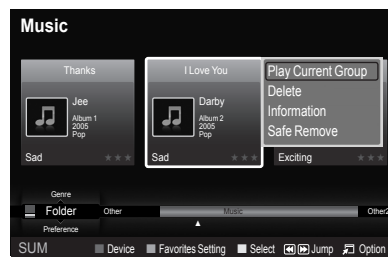 Music
Thanks
Jee
Album 1
2005
Pop
Sad
I Love You
Darby
Album 2
2005
Pop
Sad
Play Current Group
Delete
Information
Safe Remove
Exciting
Genre
Folder
Preference
Other
Music
Other2
SUM
Device
Favorites Setting
Select
Jump
Option